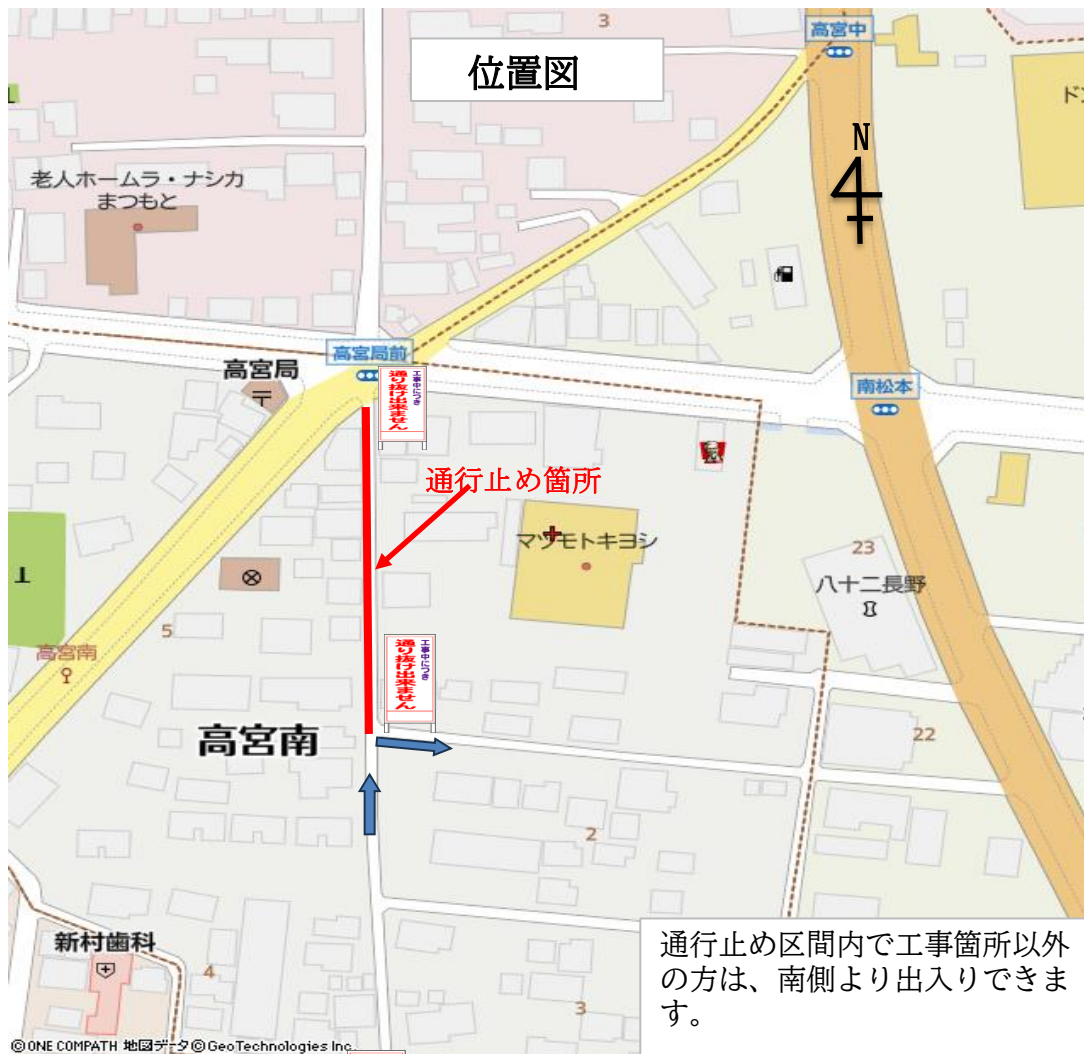 3
高宮中
位置図
ド
N
老人ホームラ・ナシカ
まつもと
高宮局前
高宮局
〒
工事中につき
通り抜け出来ません
南松本
通行止め箇所
マツモトキヨシ
23
八十二長野
5
高宮南
工事中につき
通り抜け出来ません
高宮南
22
2
新村歯科
4
3
通行止め区間内で工事箇所以外
の方は、南側より出入りできま
す。
©ONE COMPATH 地図データ©GeoTechnologies Inc.